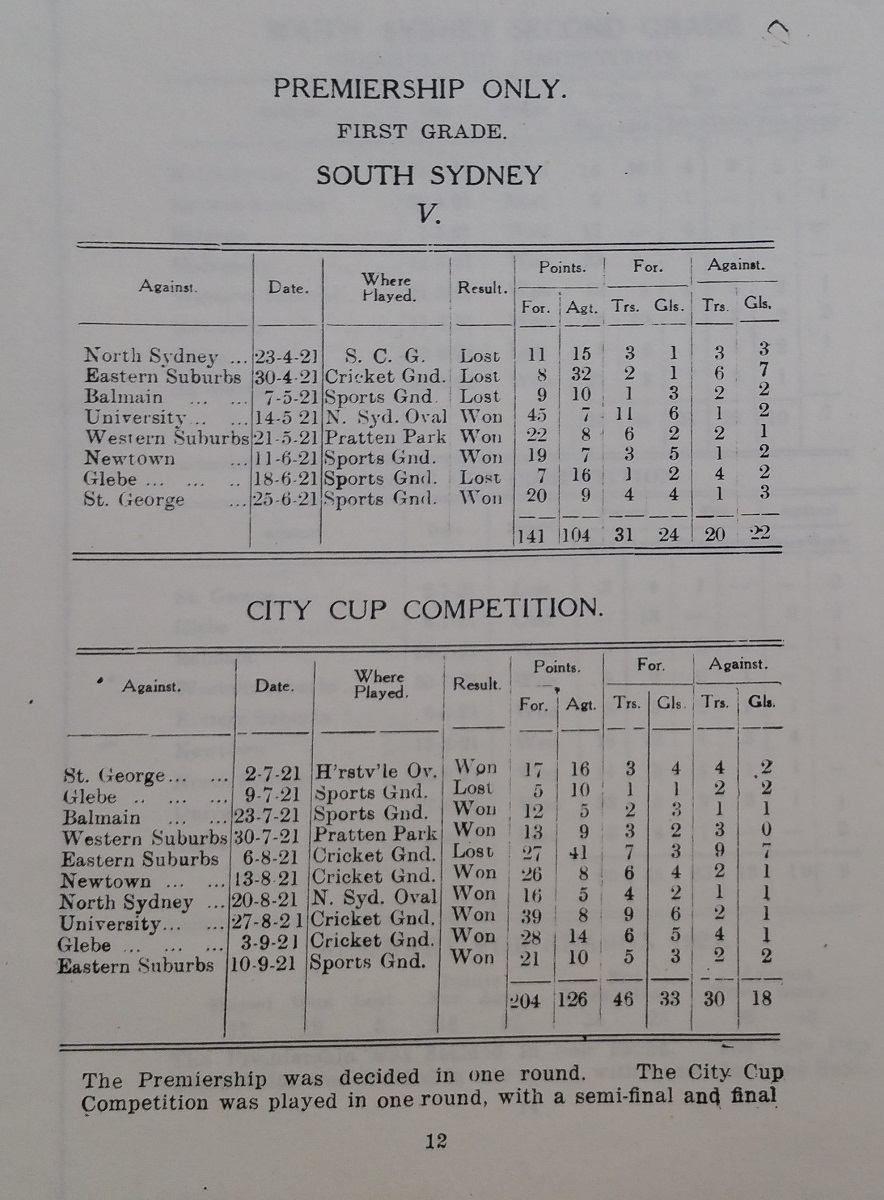 PREMIERSHIP ONLY.
FIRST GRADE.
SOUTH SYDNEY
V.
Against. Date. Where Played. Result. Points. For. Against.
For. Agt. Trs. Gls. Trs. Gls.
North Sydney ... 23-4-21 S. C. G. Lost 11 15 3 1 3 3
Eastern Suburbs 30-4-21 Cricket Gnd. Lost 8 32 2 1 6 7
Balmain ... ... 7-5-21 Sports Gnd. Lost 9 10 1 3 2 2
University... ... 14-5 21 N. Syd. Oval Won 45 7 11 6 1 2
Western Suburbs 21-5-21 Pratten Park Won 22 8 6 2 2 1
Newtown ... 11-6-21 Sports Gnd. Won 19 7 3 5 1 2
Glebe ... ... .. 18-6-21 Sports Gnd. Lost 7 16 1 2 4 2
St. George ... 25-6-21 Sports Gnd. Won 20 9 4 4 1 3
141 104 31 24 20 22
CITY CUP COMPETITION.
Against. Date. Where Played. Result. Points. For. Against.
For. Agt. Trs. Gls. Trs. Gls.
St. George... ... 2-7-21 H'rstv'le Ov. Won 17 16 3 4 4 2
Glebe .. ... ... 9-7-21 Sports Gnd. Lost 5 10 1 1 2 2
Balmain ... ... 23-7-21 Sports Gnd. Won 12 5 2 3 1 1
Western Suburbs 30-7-21 Pratten Park Won 13 9 3 2 3 0
Eastern Suburbs 6-8-21 Cricket Gnd. Lost 27 41 7 3 9 7
Newtown ... ... 13-8-21 Cricket Gnd. Won 26 8 6 4 2 1
North Sydney ... 20-8-21 N. Syd. Oval Won 16 5 4 2 1 1
University... ... 27-8-21 Cricket Gnd. Won 39 8 9 6 2 1
Glebe ... ... ... 3-9-21 Cricket Gnd. Won 28 14 6 5 4 1
Eastern Suburbs 10-9-21 Sports Gnd. Won 21 10 5 3 2 2
204 126 46 33 30 18
The Premiership was decided in one round. The City Cup
Competition was played in one round, with a semi-final and final
12